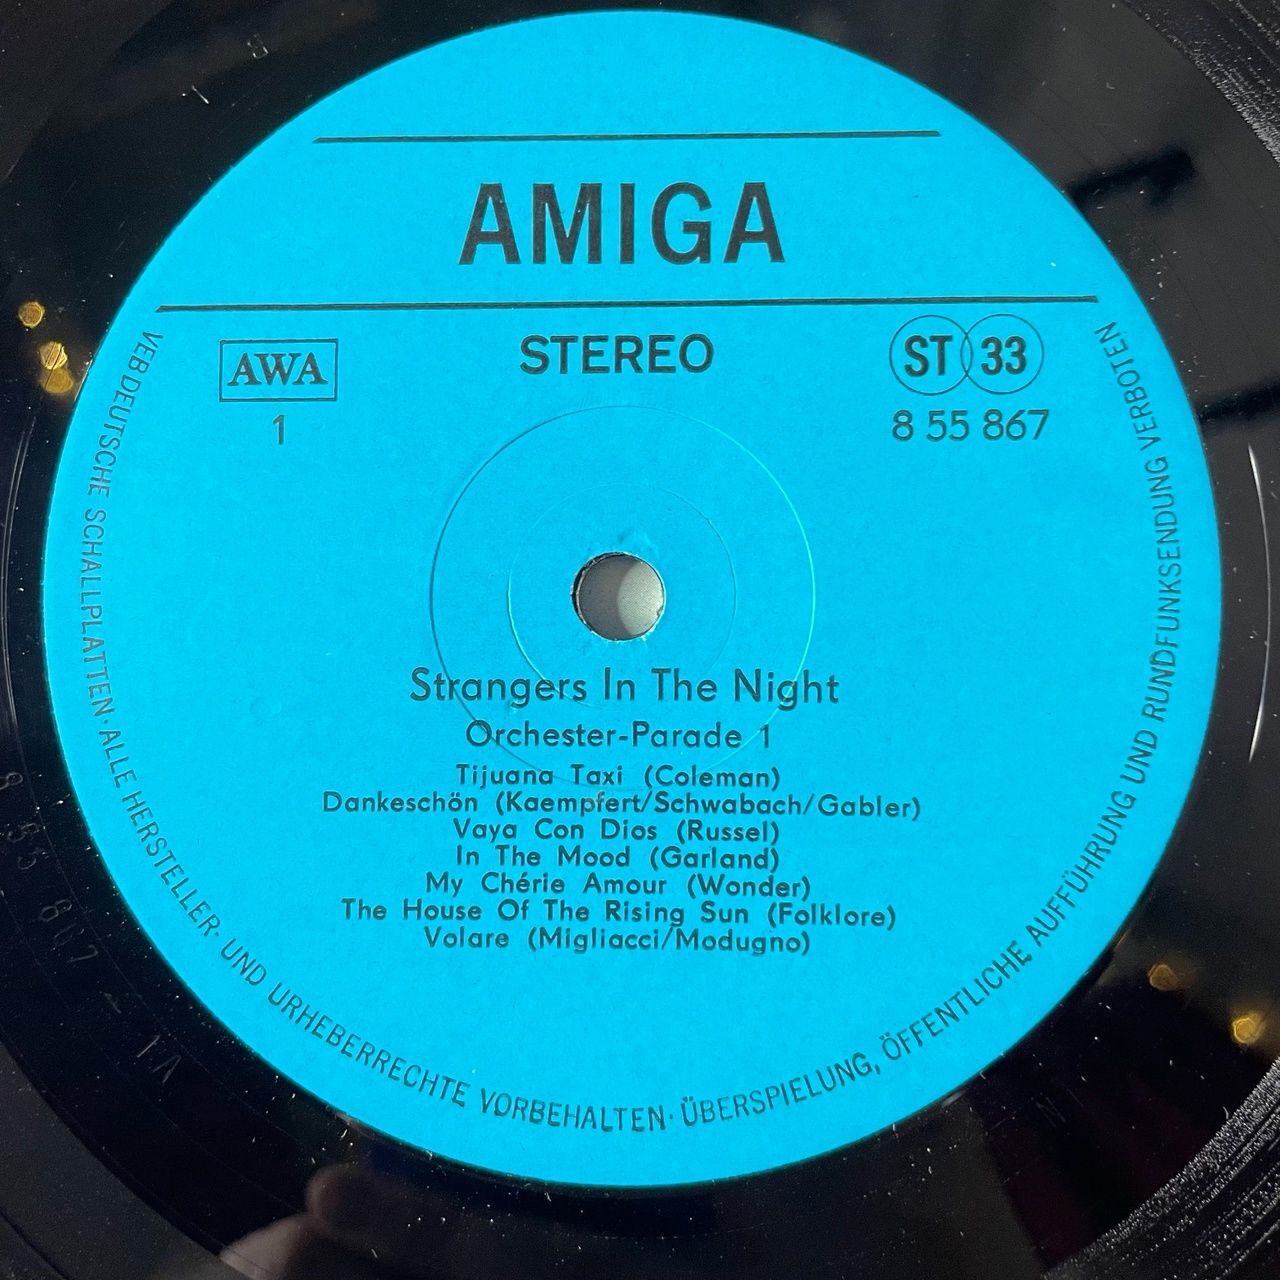 AMIGA
AWA
STEREO
ST 33
1
8 55 867
Strangers In The Night
Orchester-Parade 1
Tijuana Taxi (Coleman)
Dankeschön (Kaempfert/Schwabach/Gabler)
Vaya Con Dios (Russel)
In The Mood (Garland)
My Chérie Amour (Wonder)
The House Of The Rising Sun (Folklore)
Volare (Migliacci/Modugno)
VEB DEUTSCHE SCHALLPLATTEN·ALLE HERSTELLER- UND URHEBERRECHTE VORBEHALTEN·ÜBERSPIELUNG, ÖFFENTLICHE AUFFÜHRUNG UND RUNDFUNKSENDUNG VERBOTEN